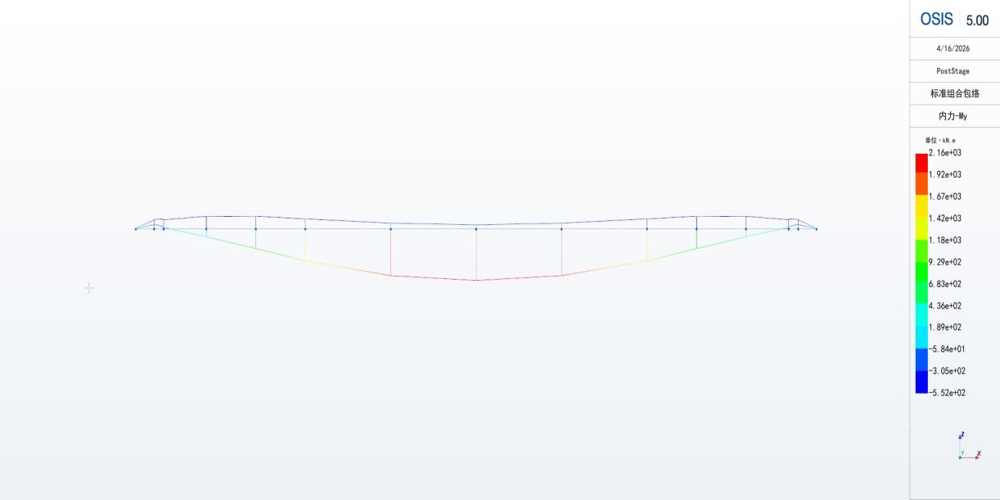 OSIS 5.00
4/16/2026
PostStage
标准组合包络
内力-My
单位·kN.m
2.16e+03
1.92e+03
1.67e+03
1.42e+03
1.18e+03
9.29e+02
6.83e+02
4.36e+02
1.89e+02
-5.84e+01
-3.05e+02
-5.52e+02
Z
Y X